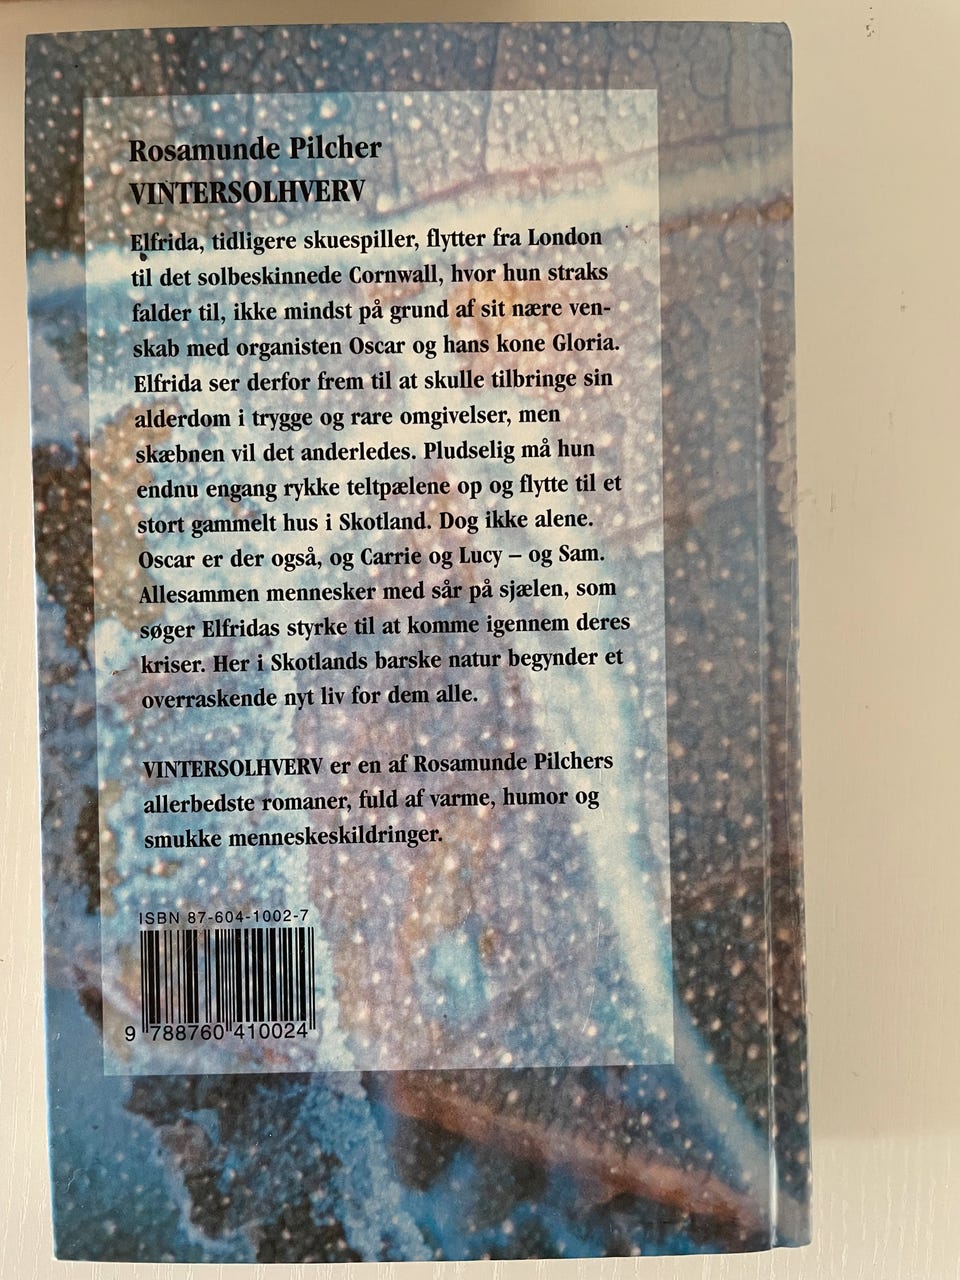 Rosamunde Pilcher
VINTERSOLHVERV
Elfrida, tidligere skuespiller, flytter fra London
til det solbeskinnede Cornwall, hvor hun straks
falder til, ikke mindst på grund af sit nære ven-
skab med organisten Oscar og hans kone Gloria.
Elfrida ser derfor frem til at skulle tilbringe sin
alderdom i trygge og rare omgivelser, men
skæbnen vil det anderledes. Pludselig må hun
endnu engang rykke teltpælene op og flytte til et
stort gammelt hus i Skotland. Dog ikke alene.
Oscar er der også, og Carrie og Lucy – og Sam.
Allesammen mennesker med sår på sjælen, som
søger Elfridas styrke til at komme igennem deres
kriser. Her i Skotlands barske natur begynder et
overraskende nyt liv for dem alle.
VINTERSOLHVERV er en af Rosamunde Pilchers
allerbedste romaner, fuld af varme, humor og
smukke menneskeskildringer.
ISBN 87-604-1002-7
9 788760 410024